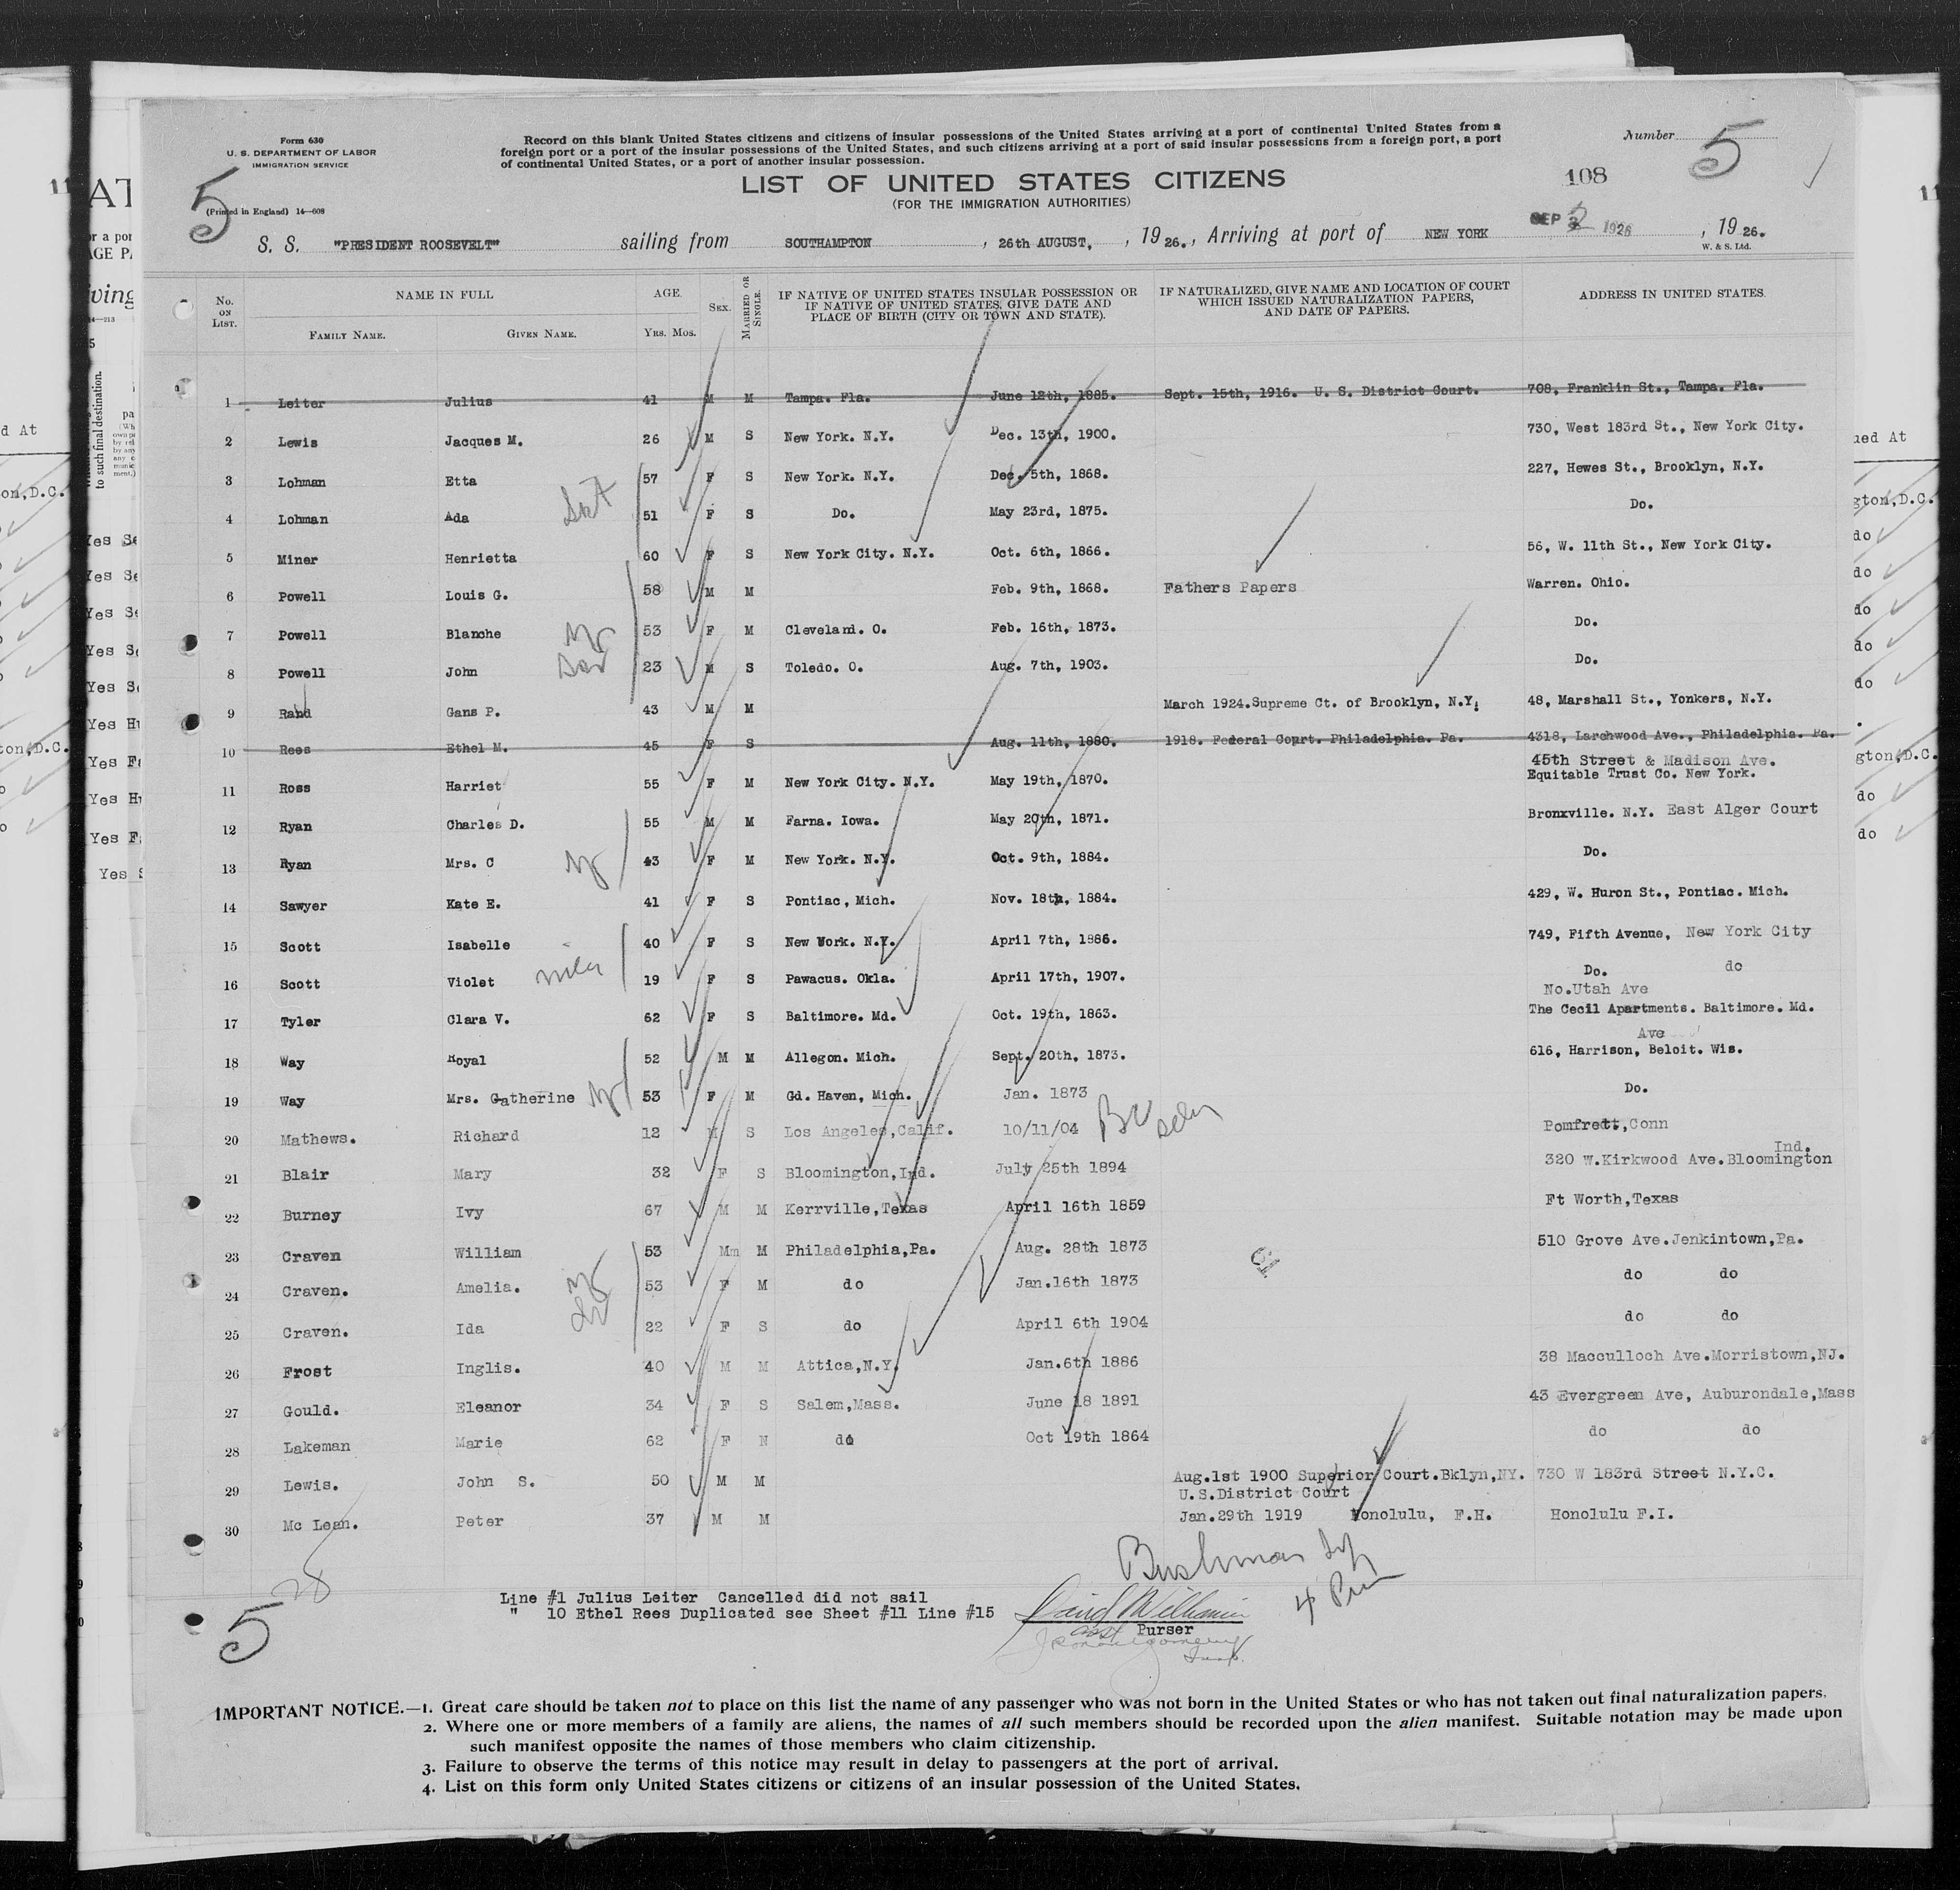 Form 630
U. S. DEPARTMENT OF LABOR
IMMIGRATION SERVICE
Record on this blank United States citizens and citizens of insular possessions of the United States arriving at a port of continental United States from a
foreign port or a port of the insular possessions of the United States, and such citizens arriving at a port of said insular possessions from a foreign port, a port
of continental United States, or a port of another insular possession.
Number 5
LIST OF UNITED STATES CITIZENS
(FOR THE IMMIGRATION AUTHORITIES)
108
5
(Printed in England) 14—608
S. S. "PRESIDENT ROOSEVELT" sailing from SOUTHAMPTON, 26th AUGUST, , 1926., Arriving at port of NEW YORK SEP 2 1926 , 1926.
W. & S. Ltd.
No. ON LIST. NAME IN FULL AGE. SEX. MARRIED OR SINGLE. IF NATIVE OF UNITED STATES INSULAR POSSESSION OR IF NATIVE OF UNITED STATES, GIVE DATE AND PLACE OF BIRTH (CITY OR TOWN AND STATE). IF NATURALIZED, GIVE NAME AND LOCATION OF COURT WHICH ISSUED NATURALIZATION PAPERS, AND DATE OF PAPERS. ADDRESS IN UNITED STATES.
FAMILY NAME. GIVEN NAME. YRS. MOS.
1 Leiter Julius 41 M M Tampa. Fla. June 12th, 1885. Sept. 15th, 1916. U. S. District Court. 708, Franklin St., Tampa. Fla.
2 Lewis Jacques M. 26 M S New York. N.Y. Dec. 13th, 1900. 730, West 183rd St., New York City.
3 Lohman Etta 57 F S New York. N.Y. Dec. 5th, 1868. 227, Hewes St., Brooklyn, N.Y.
4 Lohman Ada 51 F S Do. May 23rd, 1875. Do.
5 Miner Henrietta 60 F S New York City. N.Y. Oct. 6th, 1866. 56, W. 11th St., New York City.
6 Powell Louis G. 58 M M Feb. 9th, 1868. Fathers Papers Warren. Ohio.
7 Powell Blanche 53 F M Cleveland. O. Feb. 16th, 1873. Do.
8 Powell John 23 M S Toledo. O. Aug. 7th, 1903. Do.
9 Rand Gans P. 43 M M March 1924.Supreme Ct. of Brooklyn, N.Y. 48, Marshall St., Yonkers, N.Y.
10 Rees Ethel M. 45 F S Aug. 11th, 1880. 1918. Federal Court. Philadelphia. Pa. 4318, Larchwood Ave., Philadelphia. Pa.
45th Street & Madison Ave.
11 Ross Harriet 55 F M New York City. N.Y. May 19th, 1870. Equitable Trust Co. New York.
12 Ryan Charles D. 55 M M Farna. Iowa. May 20th, 1871. Bronxville. N.Y. East Alger Court
13 Ryan Mrs. C 43 F M New York. N.Y. Oct. 9th, 1884. Do.
14 Sawyer Kate E. 41 F S Pontiac, Mich. Nov. 18th, 1884. 429, W. Huron St., Pontiac. Mich.
15 Scott Isabelle 40 F S New York. N.Y. April 7th, 1886. 749, Fifth Avenue, New York City
16 Scott Violet 19 F S Pawacus. Okla. April 17th, 1907. Do. do
No.Utah Ave
17 Tyler Clara V. 62 F S Baltimore. Md. Oct. 19th, 1863. The Cecil Apartments. Baltimore. Md.
Ave
18 Way Royal 52 M M Allegon. Mich. Sept. 20th, 1873. 616, Harrison, Beloit. Wis.
19 Way Mrs. Catherine 53 F M Gd. Haven, Mich. Jan. 1873 Do.
20 Mathews. Richard 12 M S Los Angeles,Calif. 10/11/04 Pomfrett,Conn
Ind.
21 Blair Mary 32 F S Bloomington,Ind. July 25th 1894 320 W.Kirkwood Ave.Bloomington
22 Burney Ivy 67 M M Kerrville,Texas April 16th 1859 Ft Worth,Texas
23 Craven William 53 Mm M Philadelphia,Pa. Aug. 28th 1873 510 Grove Ave.Jenkintown,Pa.
24 Craven. Amelia. 53 F M do Jan.16th 1873 do do
25 Craven. Ida 22 F S do April 6th 1904 do do
26 Frost Inglis. 40 M M Attica,N.Y. Jan.6th 1886 38 Macculloch Ave.Morristown,NJ.
27 Gould. Eleanor 34 F S Salem,Mass. June 18 1891 43 Evergreen Ave, Auburondale,Mass
28 Lakeman Marie 62 F N do Oct 19th 1864 do do
29 Lewis. John S. 50 M M Aug.1st 1900 Superior Court.Bklyn,NY. 730 W 183rd Street N.Y.C.
U.S.District Court
30 Mc Lean. Peter 37 M M Jan.29th 1919 Honolulu, F.H. Honolulu F.I.
28
5
Line #1 Julius Leiter Cancelled did not sail
" 10 Ethel Rees Duplicated see Sheet #11 Line #15
Purser
IMPORTANT NOTICE.—1. Great care should be taken not to place on this list the name of any passenger who was not born in the United States or who has not taken out final naturalization papers.
2. Where one or more members of a family are aliens, the names of all such members should be recorded upon the alien manifest. Suitable notation may be made upon
such manifest opposite the names of those members who claim citizenship.
3. Failure to observe the terms of this notice may result in delay to passengers at the port of arrival.
4. List on this form only United States citizens or citizens of an insular possession of the United States.